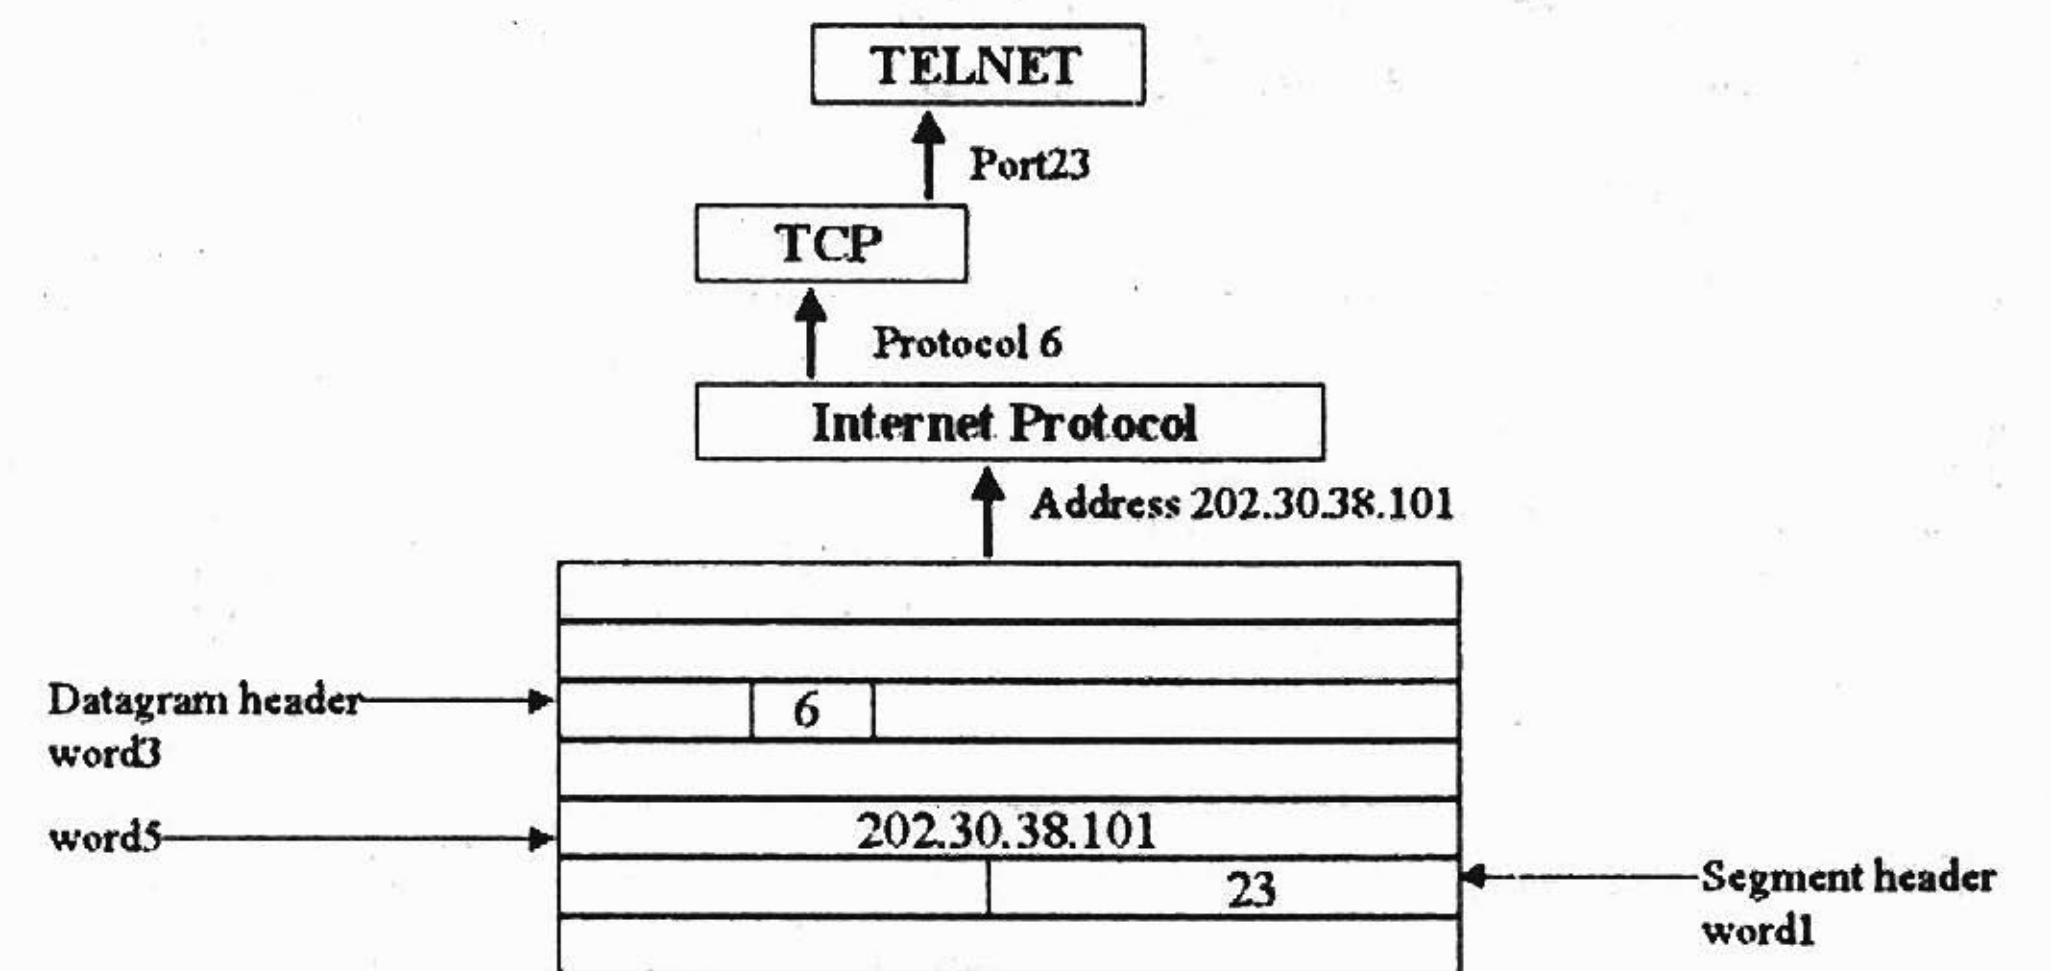 TELNET
Port23
TCP
Protocol 6
Internet Protocol
Address 202.30.38.101
Datagram header
word3
6
word5
202.30.38.101
23
Segment header
word1